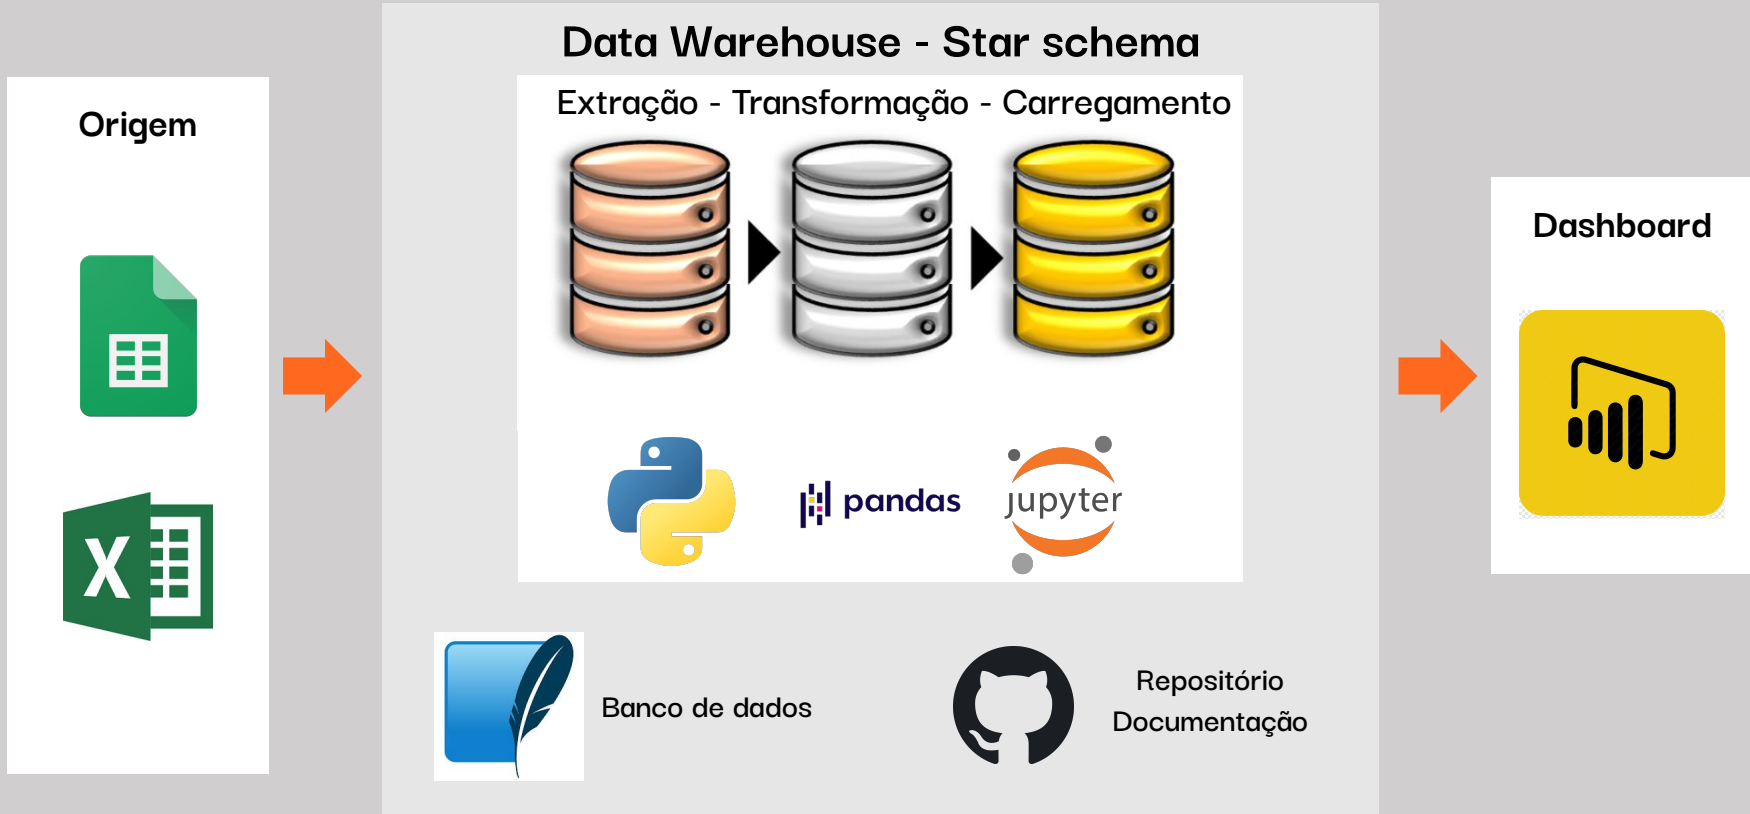 Data Warehouse - Star schema
Origem
Extração - Transformação - Carregamento
Dashboard
X
pandas
jupyter
Banco de dados
Repositório
Documentação